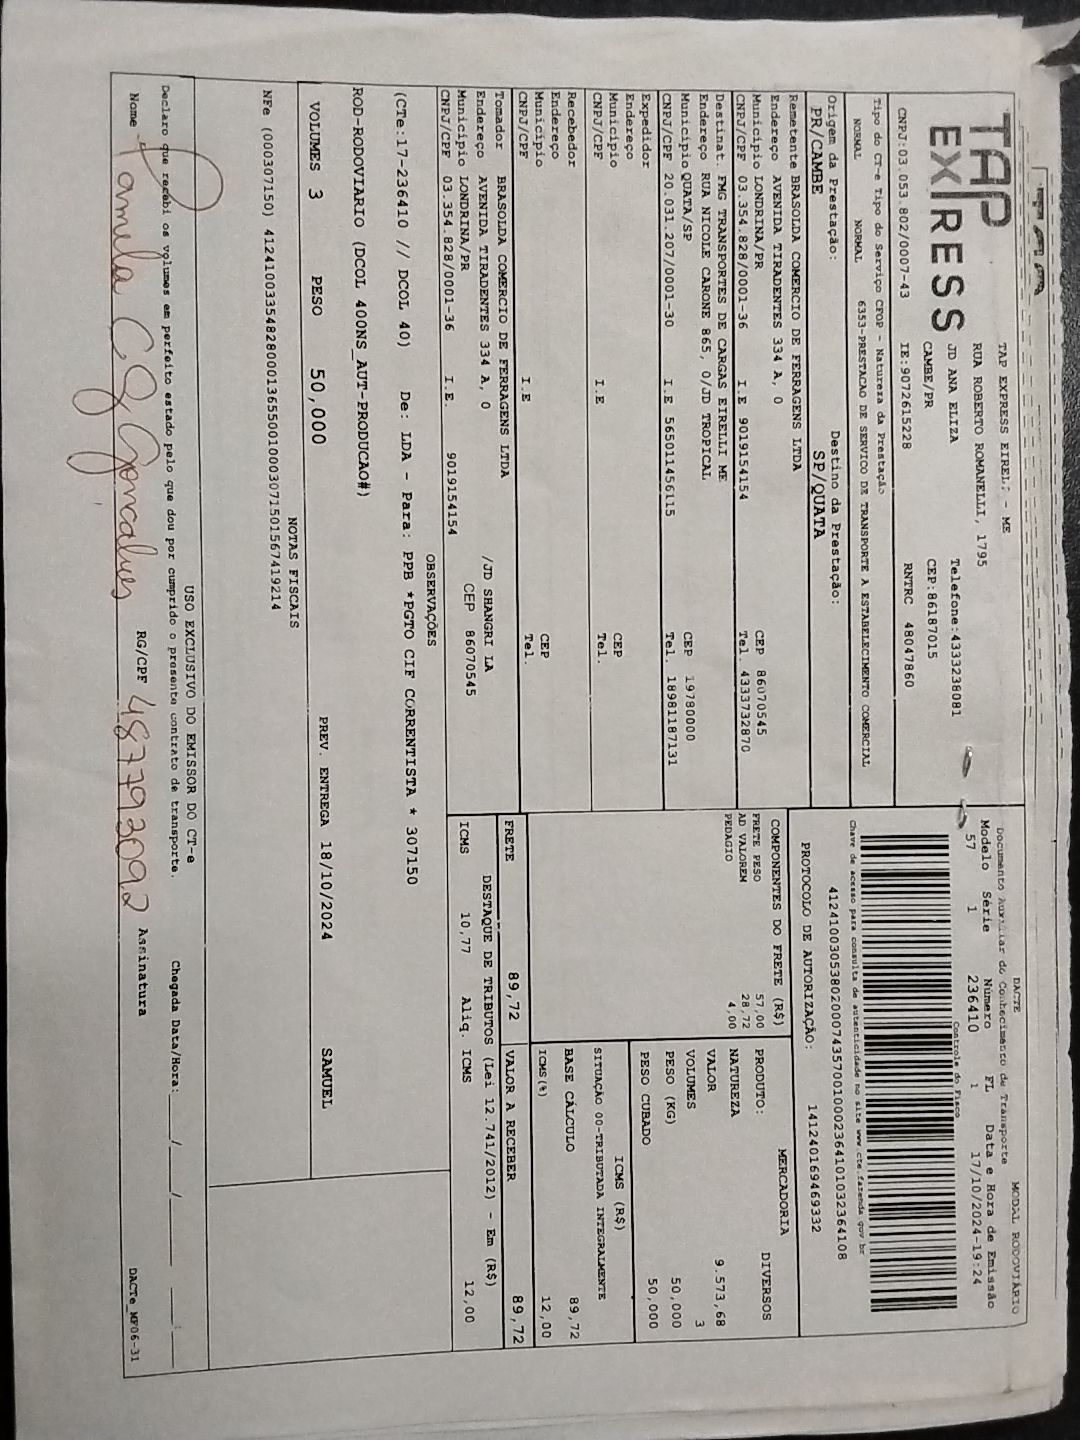 TAP
TAP
EXPRESS
TAP EXPRESS EIRELI - ME
RUA ROBERTO ROMANELLI, 1795
JD ANA ELIZA Telefone:4333238081
CAMBE/PR CEP:86187015
CNPJ:03.053.802/0007-43 IE:9072615228 RNTRC 48047860
Tipo do CT-e Tipo do Serviço CFOP - Natureza da Prestação
NORMAL NORMAL 6353-PRESTACAO DE SERVICO DE TRANSPORTE A ESTABELECIMENTO COMERCIAL
Origem da Prestação: Destino da Prestação:
PR/CAMBE SP/QUATA
Remetente BRASOLDA COMERCIO DE FERRAGENS LTDA
Endereço AVENIDA TIRADENTES 334 A, 0
Município LONDRINA/PR CEP 86070545
CNPJ/CPF 03.354.828/0001-36 I.E 9019154154 Tel. 4333732870
Destinat. FMG TRANSPORTES DE CARGAS EIRELLI ME
Endereço RUA NICOLE CARONE 865, 0/JD TROPICAL
Município QUATA/SP CEP 19780000
CNPJ/CPF 20.031.207/0001-30 I.E 565011456115 Tel. 18981187131
Expedidor
Endereço
Município CEP
CNPJ/CPF I.E Tel.
Recebedor
Endereço
Município CEP
CNPJ/CPF I.E Tel.
Tomador BRASOLDA COMERCIO DE FERRAGENS LTDA
Endereço AVENIDA TIRADENTES 334 A, 0 /JD SHANGRI LA
Município LONDRINA/PR CEP 86070545
CNPJ/CPF 03.354.828/0001-36 I.E. 9019154154
DACTE MODAL RODOVIÁRIO
Documento Auxiliar do Conhecimento de Transporte
Modelo Série Número FL Data e Hora de Emissão
57 1 236410 1 17/10/2024-19:24
Controle do Fisco
Chave de acesso para consulta de autenticidade no site www.cte.fazenda.gov.br
41241003053802000743570010002364101032364108
PROTOCOLO DE AUTORIZAÇÃO: 141240169469332
COMPONENTES DO FRETE (R$)
FRETE PESO 57,00
AD VALOREM 28,72
PEDAGIO 4,00
MERCADORIA
PRODUTO: DIVERSOS
NATUREZA
VALOR 9.573,68
VOLUMES 3
PESO (KG) 50,000
PESO CUBADO 50,000
ICMS (R$)
SITUAÇÃO 00-TRIBUTADA INTEGRALMENTE
BASE CÁLCULO 89,72
ICMS(%) 12,00
FRETE 89,72 VALOR A RECEBER 89,72
DESTAQUE DE TRIBUTOS (Lei 12.741/2012) - Em (R$)
ICMS 10,77 Aliq. ICMS 12,00
OBSERVAÇÕES
(CTe:17-236410 // DCOL 40) De: LDA - Para: PPB *PGTO CIF CORRENTISTA * 307150
ROD-RODOVIARIO (DCOL 400NS_AUT-PRODUCAO#)
VOLUMES 3 PESO 50,000 PREV. ENTREGA 18/10/2024 SAMUEL
NOTAS FISCAIS
NFe (000307150) 41241003354828000136550010003071501567419214
USO EXCLUSIVO DO EMISSOR DO CT-e
Declaro que recebi os volumes em perfeito estado pelo que dou por cumprido o presente contrato de transporte. Chegada Data/Hora: / / :
Nome Pamela C G Goncalves RG/CPF 48779309-2 Assinatura
DACTe_MF06-31